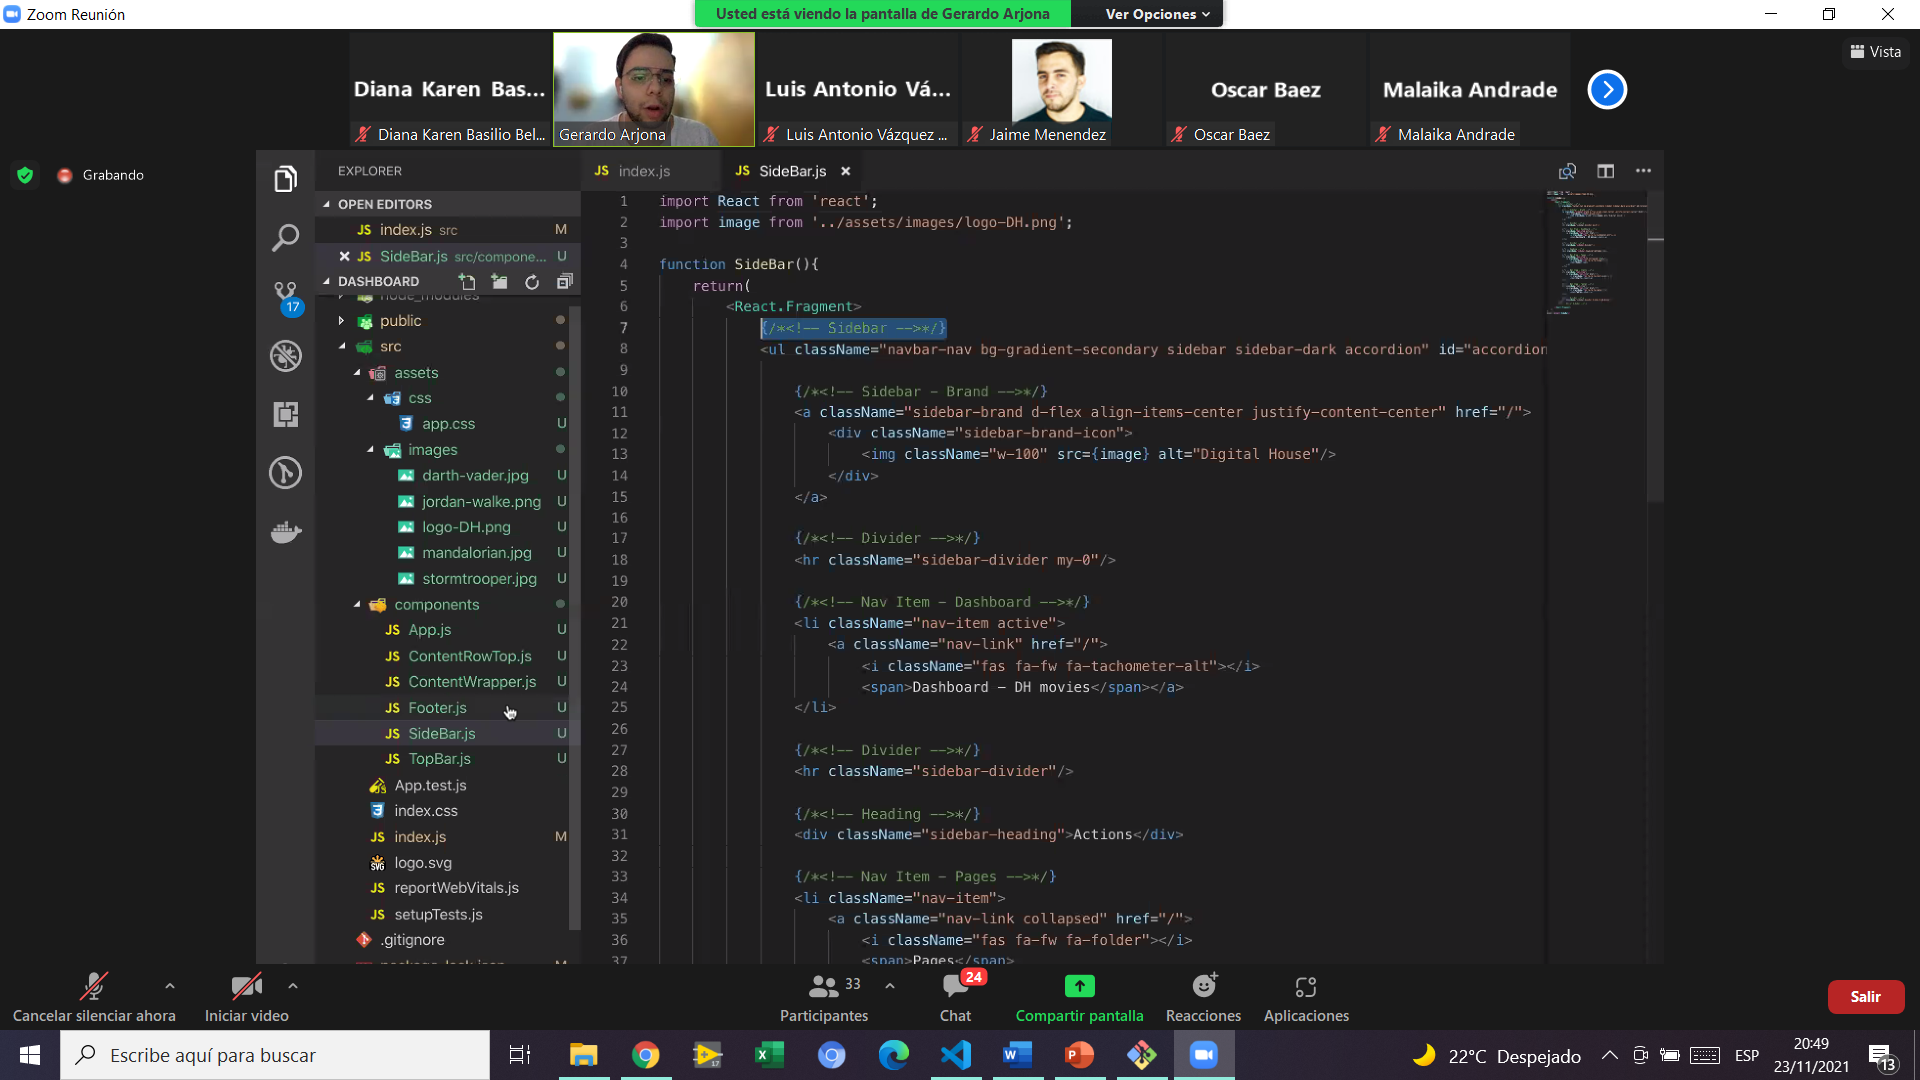 Zoom Reunión
Usted está viendo la pantalla de Gerardo Arjona
Ver Opciones
Vista
Diana Karen Bas...
Luis Antonio Vá...
Oscar Baez
Malaika Andrade
Diana Karen Basilio Bel...
Gerardo Arjona
Luis Antonio Vázquez ...
Jaime Menendez
Oscar Baez
Malaika Andrade
Grabando
EXPLORER
OPEN EDITORS
JS index.js src M
JS SideBar.js src/compone... U
DASHBOARD
node_modules
public
src
assets
css
app.css U
images
darth-vader.jpg U
jordan-walke.png U
logo-DH.png U
mandalorian.jpg U
stormtrooper.jpg U
components
JS App.js U
JS ContentRowTop.js U
JS ContentWrapper.js U
JS Footer.js U
JS SideBar.js U
JS TopBar.js U
App.test.js
index.css
JS index.js M
SVG logo.svg
JS reportWebVitals.js
JS setupTests.js
.gitignore
package-lock.json M
17
JS index.js
JS SideBar.js
1 import React from 'react';
2 import image from '../assets/images/logo-DH.png';
3
4 function SideBar(){
5 return(
6 <React.Fragment>
7 {/*<!-- Sidebar -->*/}
8 <ul className="navbar-nav bg-gradient-secondary sidebar sidebar-dark accordion" id="accordion
9
10 {/*<!-- Sidebar - Brand -->*/}
11 <a className="sidebar-brand d-flex align-items-center justify-content-center" href="/">
12 <div className="sidebar-brand-icon">
13 <img className="w-100" src={image} alt="Digital House"/>
14 </div>
15 </a>
16
17 {/*<!-- Divider -->*/}
18 <hr className="sidebar-divider my-0"/>
19
20 {/*<!-- Nav Item - Dashboard -->*/}
21 <li className="nav-item active">
22 <a className="nav-link" href="/">
23 <i className="fas fa-fw fa-tachometer-alt"></i>
24 <span>Dashboard - DH movies</span></a>
25 </li>
26
27 {/*<!-- Divider -->*/}
28 <hr className="sidebar-divider"/>
29
30 {/*<!-- Heading -->*/}
31 <div className="sidebar-heading">Actions</div>
32
33 {/*<!-- Nav Item - Pages -->*/}
34 <li className="nav-item">
35 <a className="nav-link collapsed" href="/">
36 <i className="fas fa-fw fa-folder"></i>
37 <span>Pages</span>
Cancelar silenciar ahora
Iniciar video
33
Participantes
24
Chat
Compartir pantalla
Reacciones
Aplicaciones
Salir
Escribe aquí para buscar
22°C Despejado
ESP
20:49
23/11/2021
13